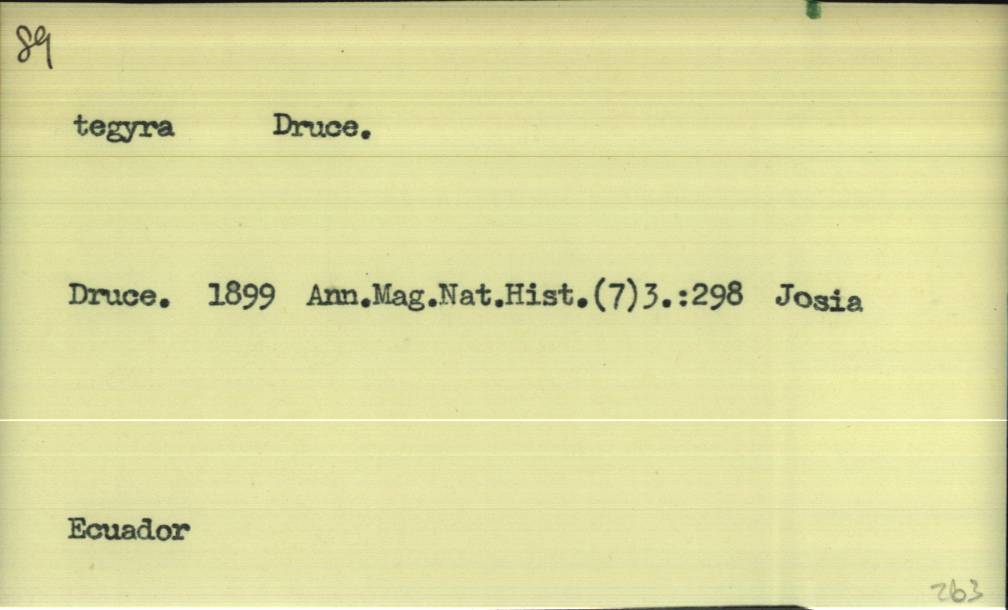 89
tegyra Druce.
Druce. 1899 Ann.Mag.Nat.Hist.(7)3.:298 Josia
Ecuador
263